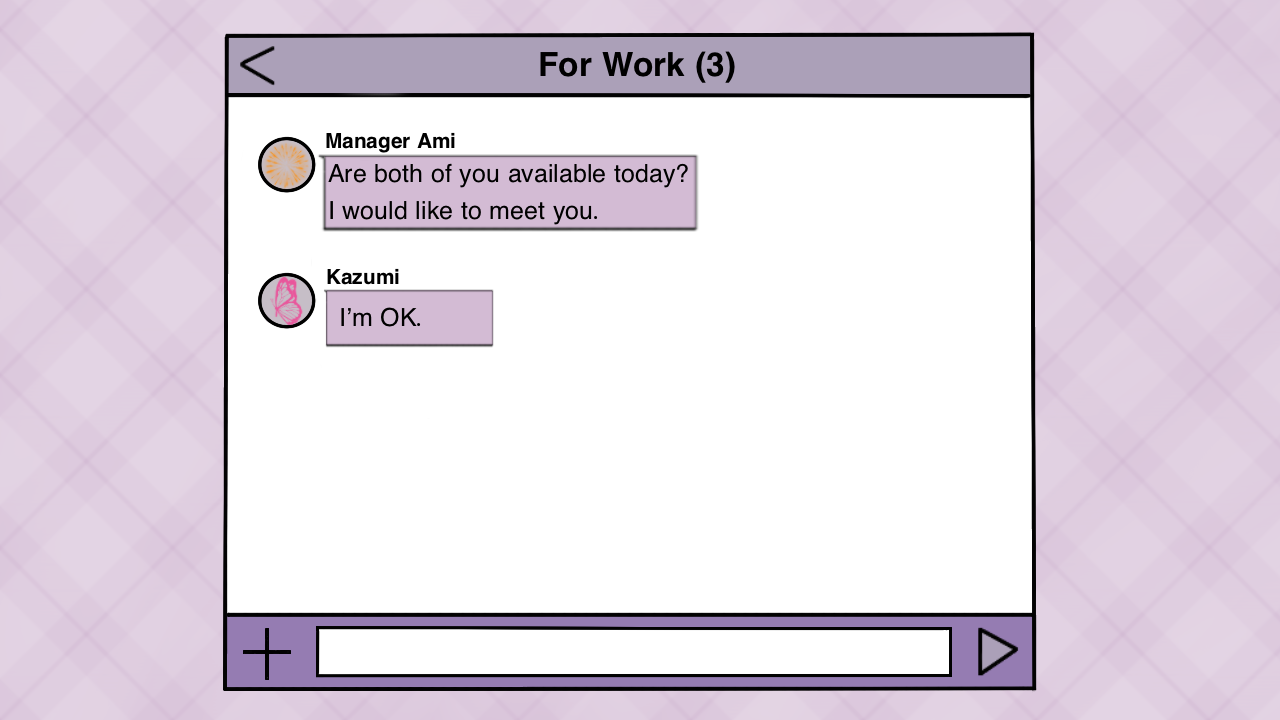 For Work (3)
Manager Ami
Are both of you available today?
I would like to meet you.
Kazumi
I’m OK.